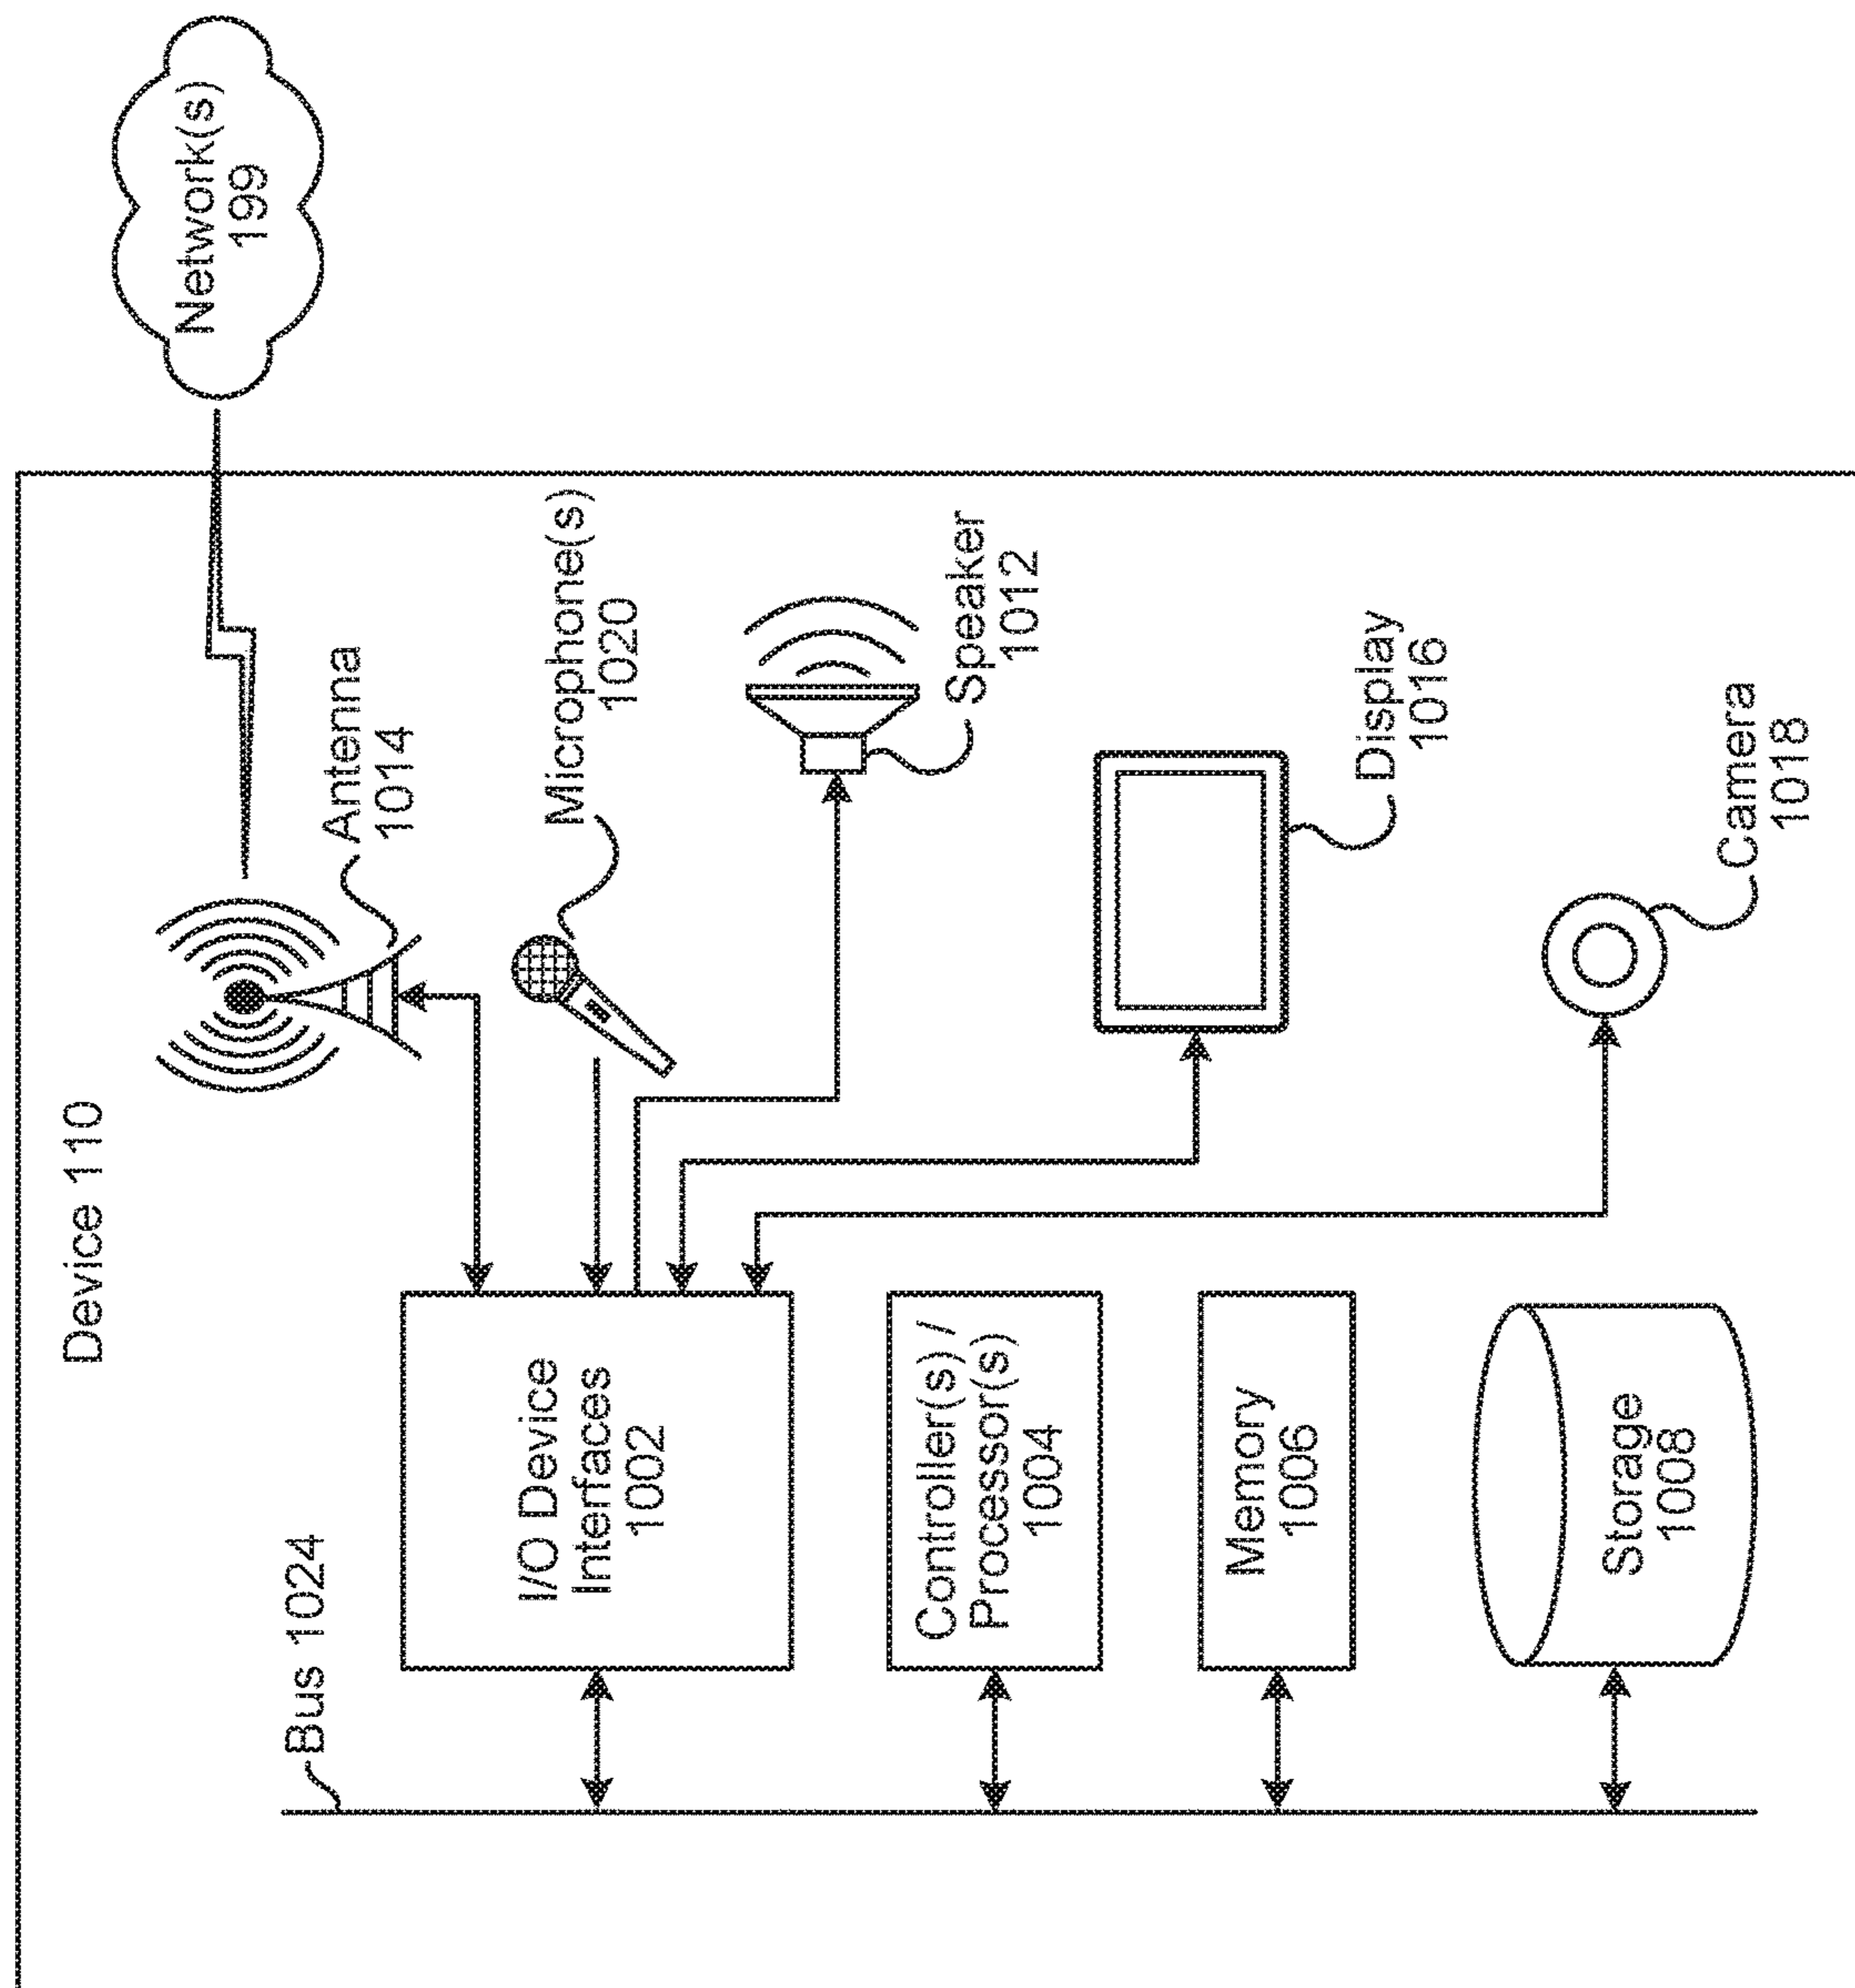 Device 110
Bus 1024
I/O Device
Interfaces
1002
Controller(s) /
Processor(s)
1004
Memory
1006
Storage
1008
Antenna
1014
Microphone(s)
1020
Speaker
1012
Display
1016
Camera
1018
Network(s)
199